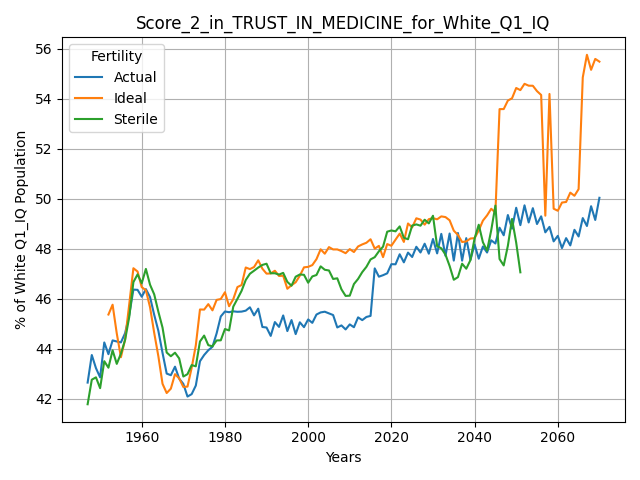 Score_2_in_TRUST_IN_MEDICINE_for_White_Q1_IQ
Fertility
Actual
Ideal
Sterile
% of White Q1_IQ Population
56
54
52
50
48
46
44
42
1960
1980
2000
2020
2040
2060
Years